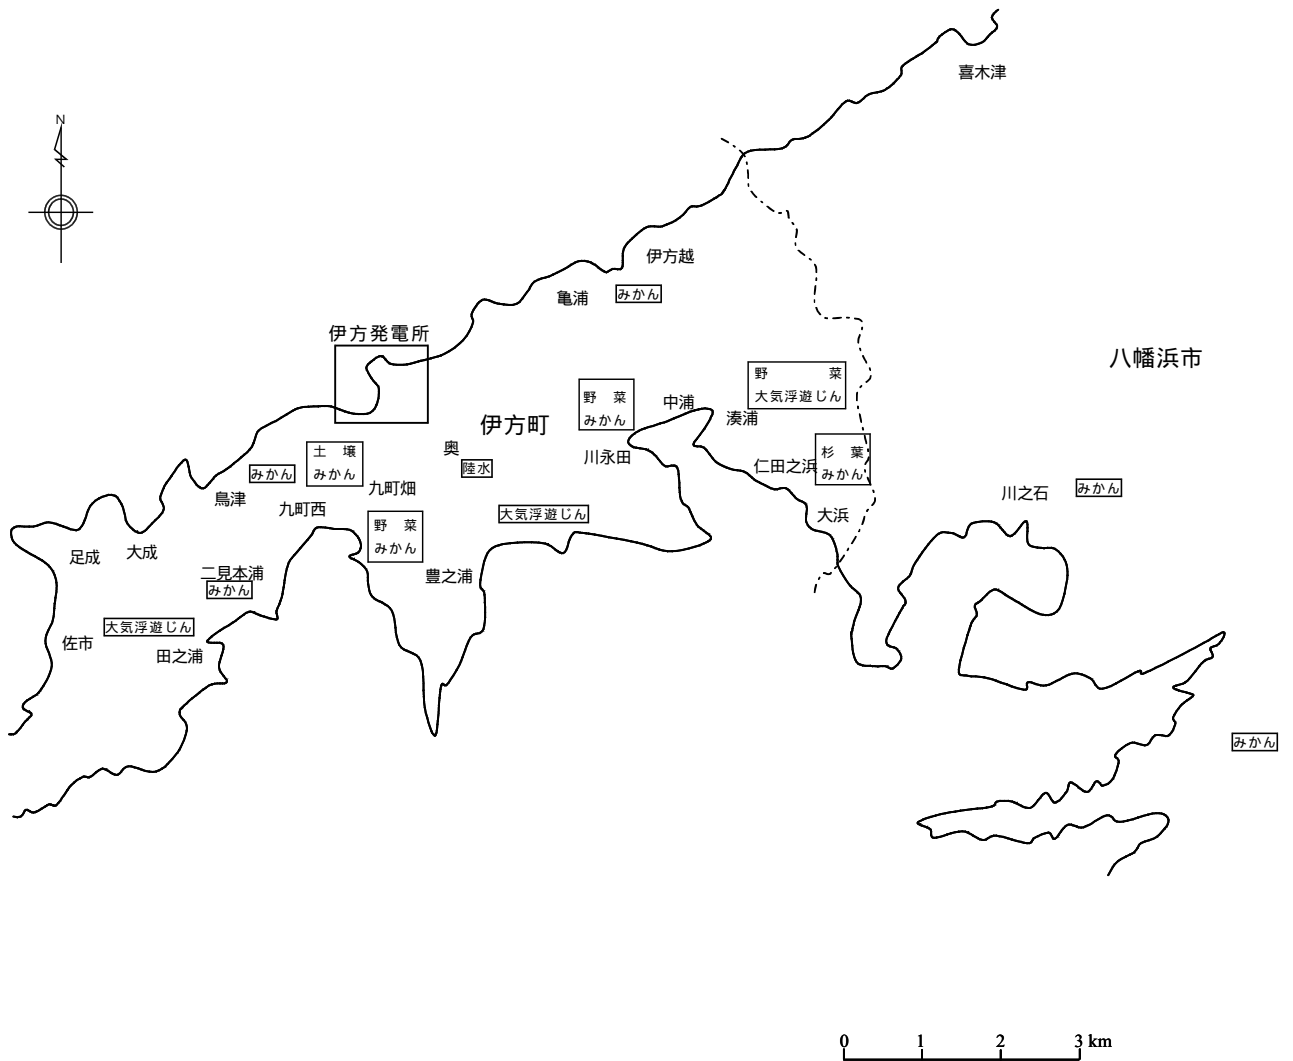 喜木津
N
伊方越
亀浦
みかん
伊方発電所
八幡浜市
野　菜
大気浮遊じん
野　菜
みかん
中浦
湊浦
伊方町
奥
陸水
川永田
土　壌
みかん
みかん
鳥津
九町西
九町畑
杉　葉
みかん
仁田之浜
大浜
川之石
みかん
大気浮遊じん
野　菜
みかん
足成
大成
二見本浦
みかん
豊之浦
大気浮遊じん
佐市
田之浦
みかん
0 1 2 3 km